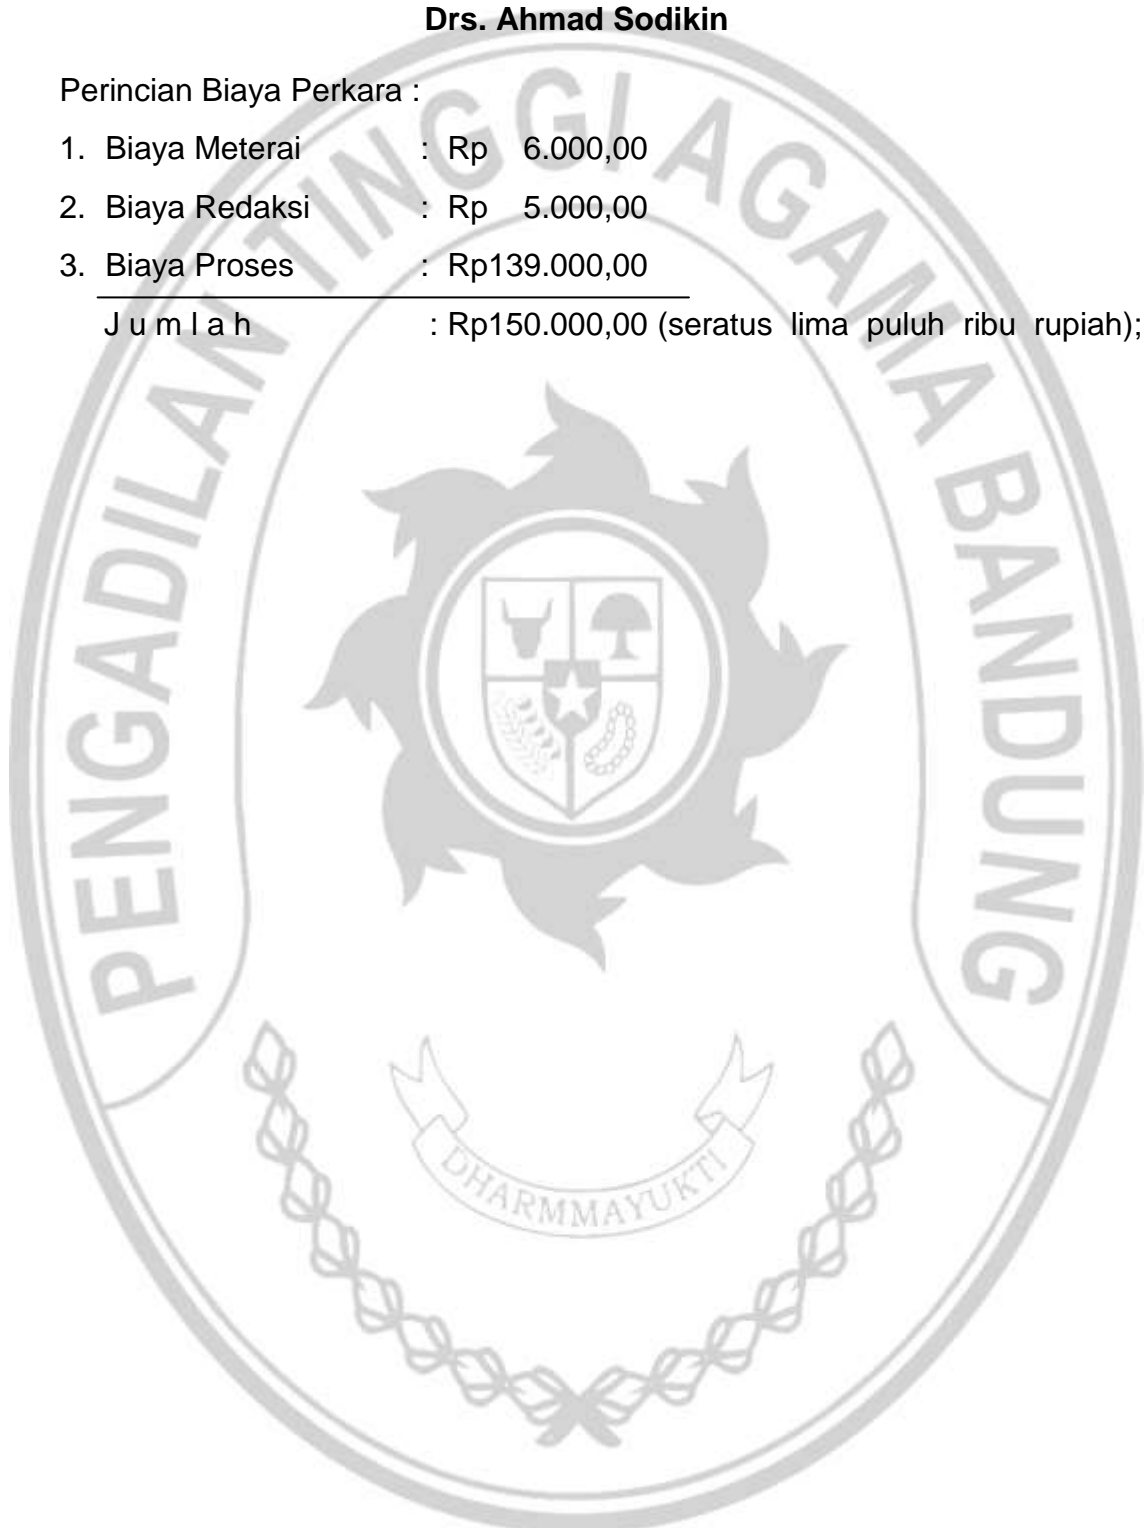 Drs. Ahmad Sodikin
Perincian Biaya Perkara :
1. Biaya Meterai : Rp 6.000,00
2. Biaya Redaksi : Rp 5.000,00
3. Biaya Proses : Rp139.000,00
J u m l a h : Rp150.000,00 (seratus lima puluh ribu rupiah);
PENGADILAN TINGGI AGAMA BANDUNG
DHARMMAYUKTI